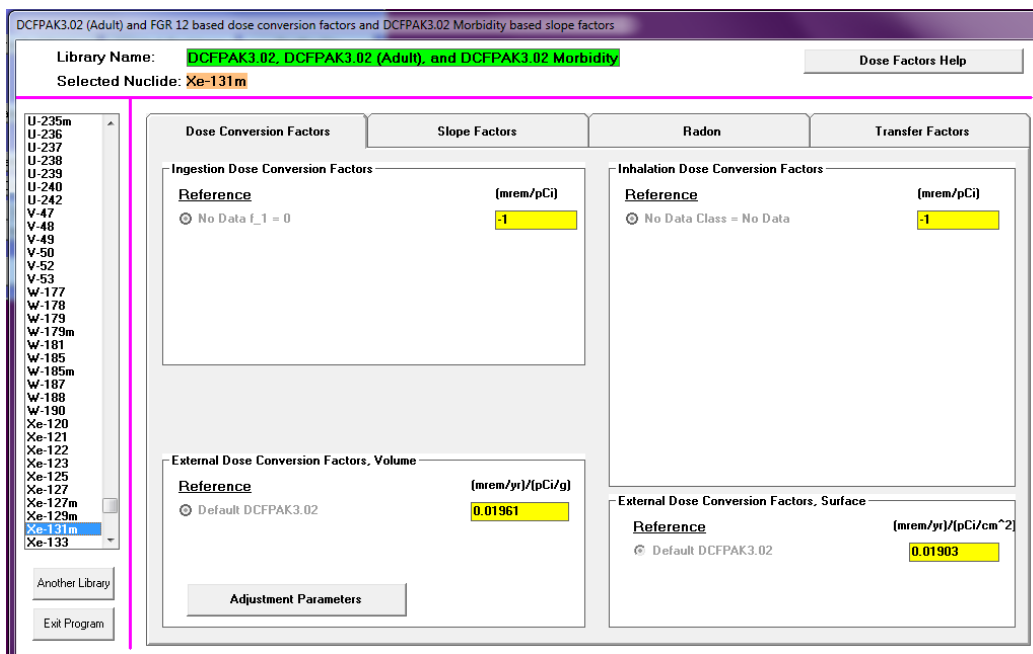 DCFPAK3.02 (Adult) and FGR 12 based dose conversion factors and DCFPAK3.02 Morbidity based slope factors
Library Name: DCFPAK3.02, DCFPAK3.02 (Adult), and DCFPAK3.02 Morbidity
Dose Factors Help
Selected Nuclide: Xe-131m
U-235m
U-236
U-237
U-238
U-239
U-240
U-242
V-47
V-48
V-49
V-50
V-52
V-53
W-177
W-178
W-179
W-179m
W-181
W-185
W-185m
W-187
W-188
W-190
Xe-120
Xe-121
Xe-122
Xe-123
Xe-125
Xe-127
Xe-127m
Xe-129m
Xe-131m
Xe-133
Another Library
Exit Program
Dose Conversion Factors
Slope Factors
Radon
Transfer Factors
Ingestion Dose Conversion Factors
Reference (mrem/pCi)
No Data f_1 = 0 -1
Inhalation Dose Conversion Factors
Reference (mrem/pCi)
No Data Class = No Data -1
External Dose Conversion Factors, Volume
Reference (mrem/yr)/(pCi/g)
Default DCFPAK3.02 0.01961
Adjustment Parameters
External Dose Conversion Factors, Surface
Reference (mrem/yr)/(pCi/cm^2)
Default DCFPAK3.02 0.01903